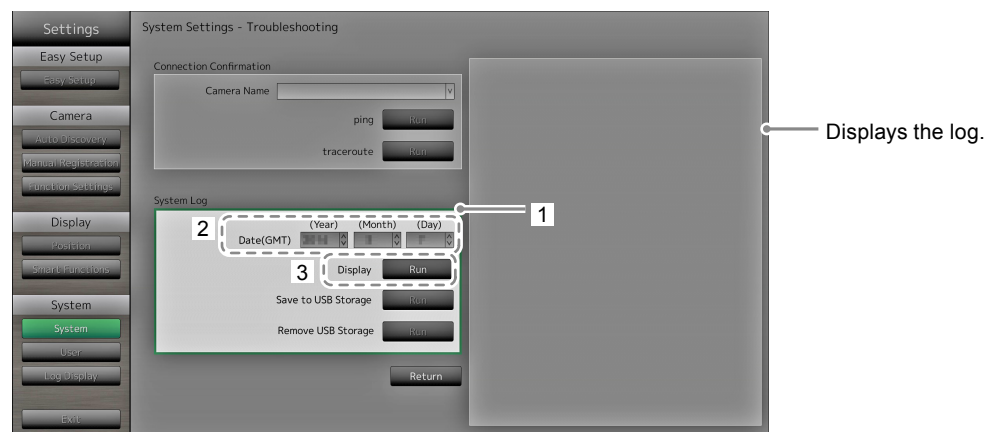 Settings
System Settings - Troubleshooting
Easy Setup
Easy Setup
Camera
Auto Discovery
Manual Registration
Function Settings
Display
Position
Smart Functions
System
System
User
Log Display
Exit
Connection Confirmation
Camera Name
ping Run
traceroute Run
System Log
1
2
(Year) (Month) (Day)
Date(GMT)
3 Display Run
Save to USB Storage Run
Remove USB Storage Run
Return
Displays the log.